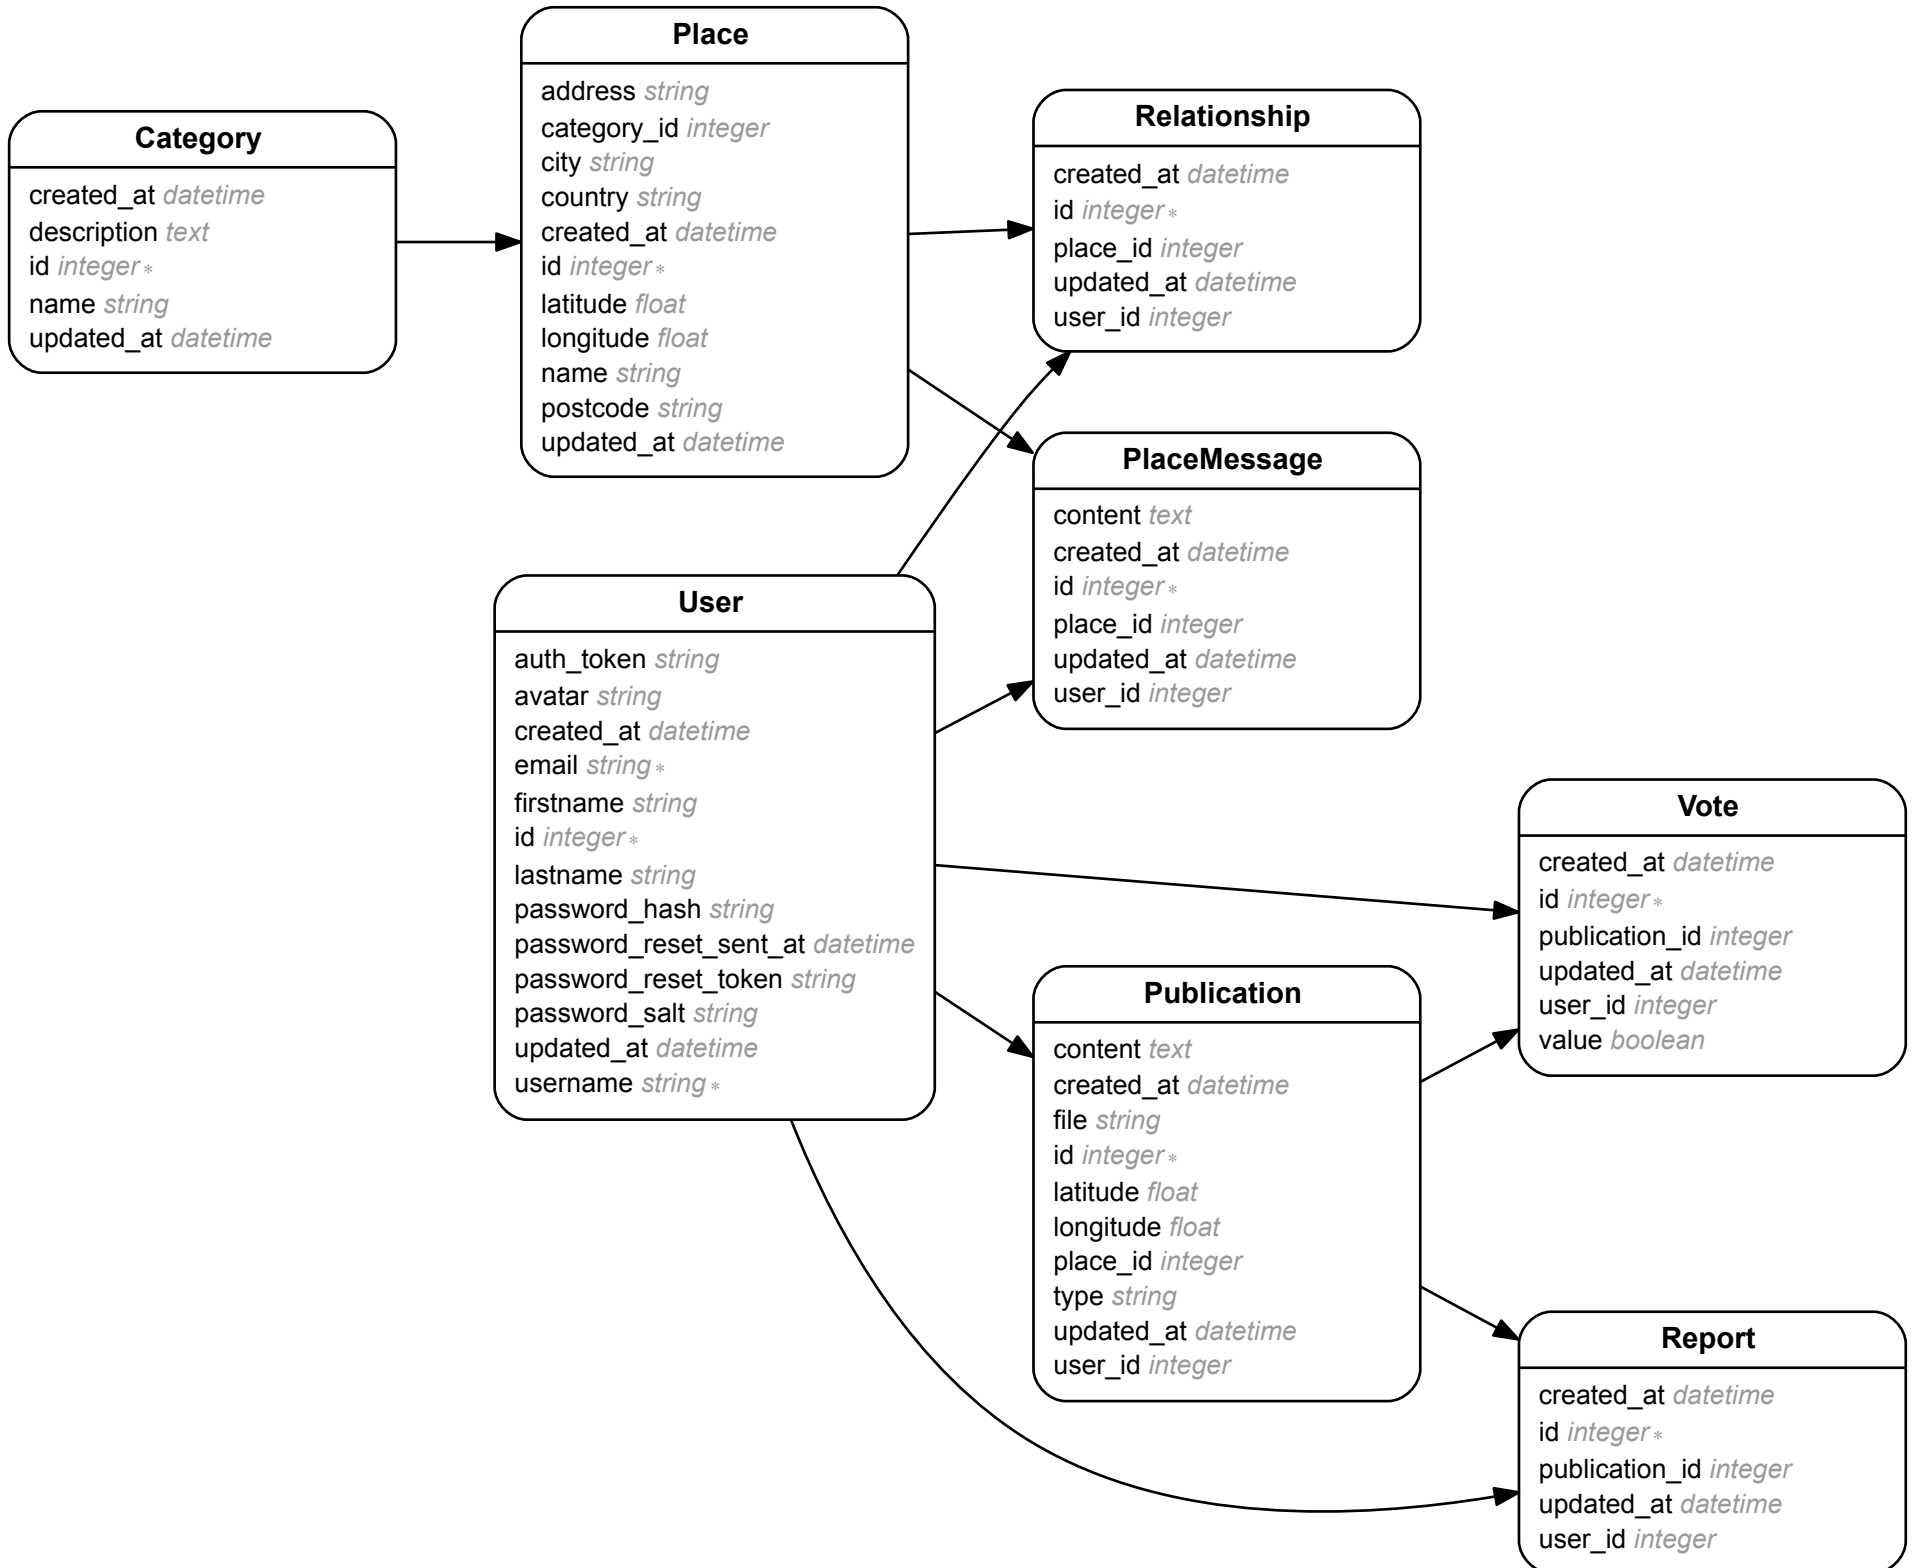 Category
created_at datetime
description text
id integer *
name string
updated_at datetime
Place
address string
category_id integer
city string
country string
created_at datetime
id integer *
latitude float
longitude float
name string
postcode string
updated_at datetime
Relationship
created_at datetime
id integer *
place_id integer
updated_at datetime
user_id integer
PlaceMessage
content text
created_at datetime
id integer *
place_id integer
updated_at datetime
user_id integer
User
auth_token string
avatar string
created_at datetime
email string *
firstname string
id integer *
lastname string
password_hash string
password_reset_sent_at datetime
password_reset_token string
password_salt string
updated_at datetime
username string *
Vote
created_at datetime
id integer *
publication_id integer
updated_at datetime
user_id integer
value boolean
Publication
content text
created_at datetime
file string
id integer *
latitude float
longitude float
place_id integer
type string
updated_at datetime
user_id integer
Report
created_at datetime
id integer *
publication_id integer
updated_at datetime
user_id integer